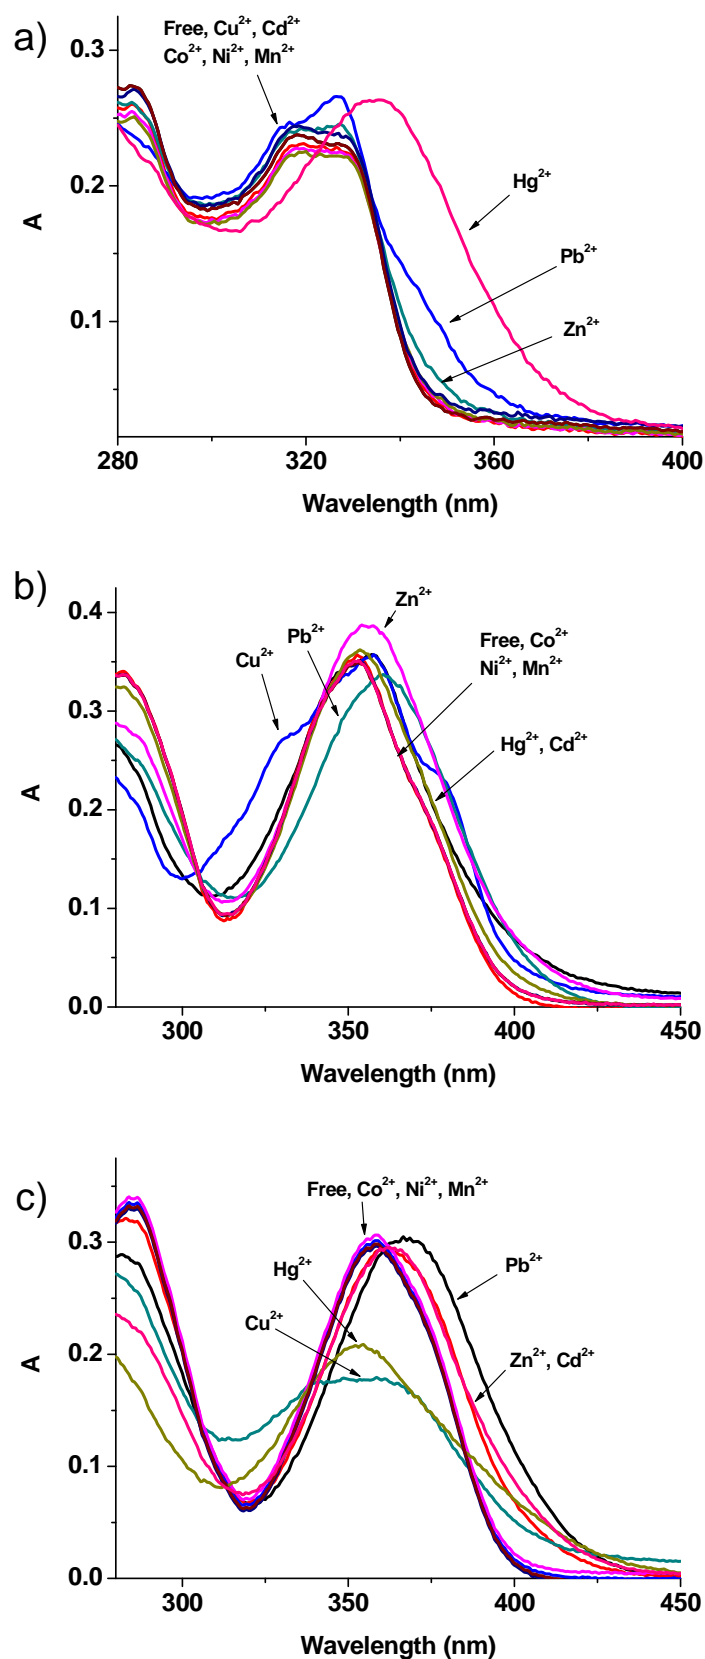 a)
Free, Cu²⁺, Cd²⁺
Co²⁺, Ni²⁺, Mn²⁺
0.3
0.2
0.1
A
Hg²⁺
Pb²⁺
Zn²⁺
280 320 360 400
Wavelength (nm)
b)
0.4
0.3
0.2
0.1
0.0
A
Zn²⁺
Pb²⁺
Cu²⁺
Free, Co²⁺
Ni²⁺, Mn²⁺
Hg²⁺, Cd²⁺
300 350 400 450
Wavelength (nm)
c)
0.3
0.2
0.1
0.0
A
Free, Co²⁺, Ni²⁺, Mn²⁺
Hg²⁺
Pb²⁺
Cu²⁺
Zn²⁺, Cd²⁺
300 350 400 450
Wavelength (nm)